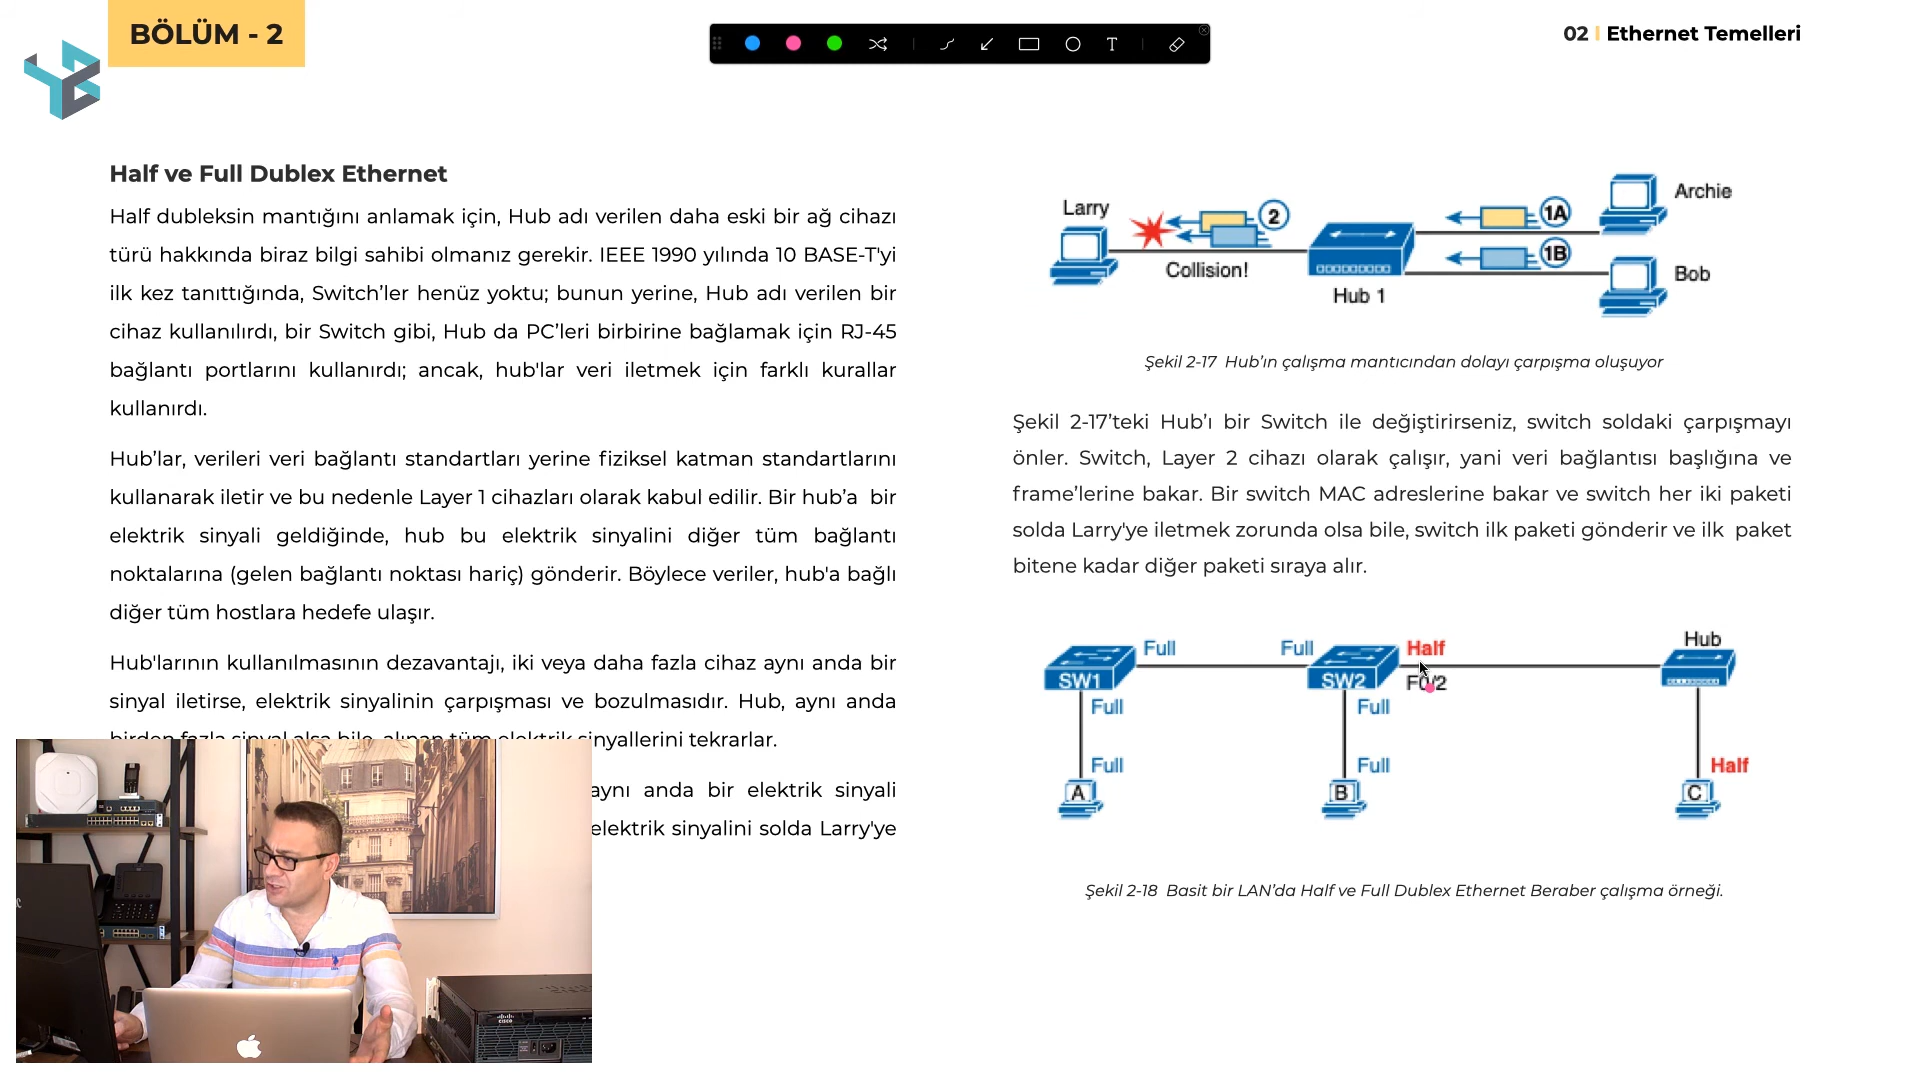 BÖLÜM - 2
02 | Ethernet Temelleri
Half ve Full Dublex Ethernet
Half dubleksin mantığını anlamak için, Hub adı verilen daha eski bir ağ cihazı
türü hakkında biraz bilgi sahibi olmanız gerekir. IEEE 1990 yılında 10 BASE-T'yi
ilk kez tanıttığında, Switch’ler henüz yoktu; bunun yerine, Hub adı verilen bir
cihaz kullanılırdı, bir Switch gibi, Hub da PC’leri birbirine bağlamak için RJ-45
bağlantı portlarını kullanırdı; ancak, hub'lar veri iletmek için farklı kurallar
kullanırdı.
Hub’lar, verileri veri bağlantı standartları yerine fiziksel katman standartlarını
kullanarak iletir ve bu nedenle Layer 1 cihazları olarak kabul edilir. Bir hub’a bir
elektrik sinyali geldiğinde, hub bu elektrik sinyalini diğer tüm bağlantı
noktalarına (gelen bağlantı noktası hariç) gönderir. Böylece veriler, hub'a bağlı
diğer tüm hostlara hedefe ulaşır.
Hub'larının kullanılmasının dezavantajı, iki veya daha fazla cihaz aynı anda bir
sinyal iletirse, elektrik sinyalinin çarpışması ve bozulmasıdır. Hub, aynı anda
birden fazla sinyal alsa bile, alınan tüm elektrik sinyallerini tekrarlar.
aynı anda bir elektrik sinyali
elektrik sinyalini solda Larry'ye
Larry
2
1A
Archie
Collision!
1B
Bob
Hub 1
Şekil 2-17 Hub’ın çalışma mantıcından dolayı çarpışma oluşuyor
Şekil 2-17’teki Hub’ı bir Switch ile değiştirirseniz, switch soldaki çarpışmayı
önler. Switch, Layer 2 cihazı olarak çalışır, yani veri bağlantısı başlığına ve
frame’lerine bakar. Bir switch MAC adreslerine bakar ve switch her iki paketi
solda Larry'ye iletmek zorunda olsa bile, switch ilk paketi gönderir ve ilk paket
bitene kadar diğer paketi sıraya alır.
Full Full Half Hub
SW1 SW2 F0/2
Full Full
Full Full Half
A B C
Şekil 2-18 Basit bir LAN’da Half ve Full Dublex Ethernet Beraber çalışma örneği.
T
CISCO